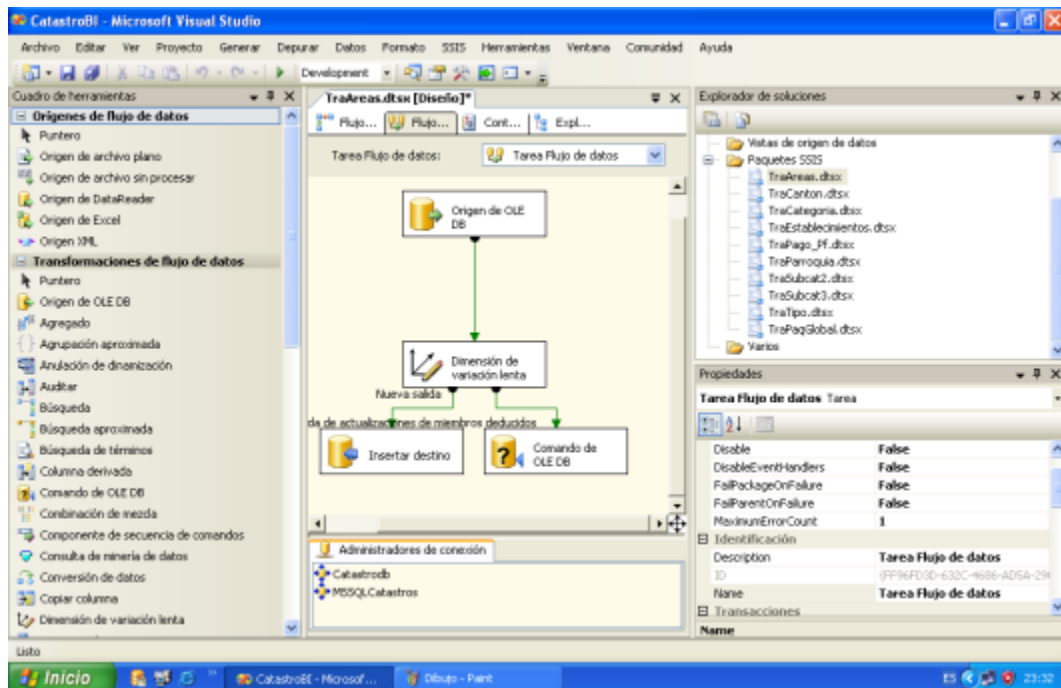 CatastroBI - Microsoft Visual Studio
Archivo Editar Ver Proyecto Generar Depurar Datos Formato SSIS Herramientas Ventana Comunidad Ayuda
Development
Cuadro de herramientas
Orígenes de flujo de datos
Puntero
Origen de archivo plano
Origen de archivo sin procesar
Origen de DataReader
Origen de Excel
Origen XML
Transformaciones de flujo de datos
Puntero
Origen de OLE DB
Agregado
Agrupación aproximada
Anulación de dinamización
Auditar
Búsqueda
Búsqueda aproximada
Búsqueda de términos
Columna derivada
Comando de OLE DB
Combinación de mezcla
Componente de secuencia de comandos
Consulta de minería de datos
Conversión de datos
Copiar columna
Dimensión de variación lenta
TraAreas.dtsx [Diseño]*
Flujo... Flujo... Cont... Expl...
Tarea Flujo de datos: Tarea Flujo de datos
Origen de OLE
DB
Dimensión de
variación lenta
Nueva salida
da de actualizaciones de miembros deducidos
Insertar destino
Comando de
OLE DB
Administradores de conexión
Catastrodb
MSSQLCatastros
Explorador de soluciones
Vistas de origen de datos
Paquetes SSIS
TraAreas.dtsx
TraCanton.dtsx
TraCategoria.dtsx
TraEstablecimientos.dtsx
TraPago_Pf.dtsx
TraParroquia.dtsx
TraSubcat2.dtsx
TraSubcat3.dtsx
TraTipo.dtsx
TraPaqGlobal.dtsx
Varios
Propiedades
Tarea Flujo de datos Tarea
Disable False
DisableEventHandlers False
FailPackageOnFailure False
FailParentOnFailure False
MaximumErrorCount 1
Identificación
Description Tarea Flujo de datos
ID
Name Tarea Flujo de datos
Transacciones
Name
Listo
Inicio CatastroBI - Microsof... Dibujo - Paint ES 23:32